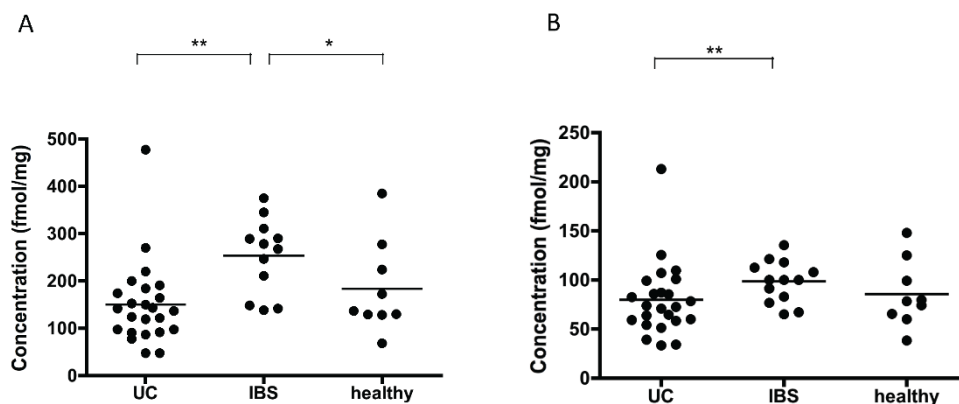 A
** *
Concentration (fmol/mg)
500
400
300
200
100
0
UC IBS healthy
B
**
Concentration (fmol/mg)
250
200
150
100
50
0
UC IBS healthy